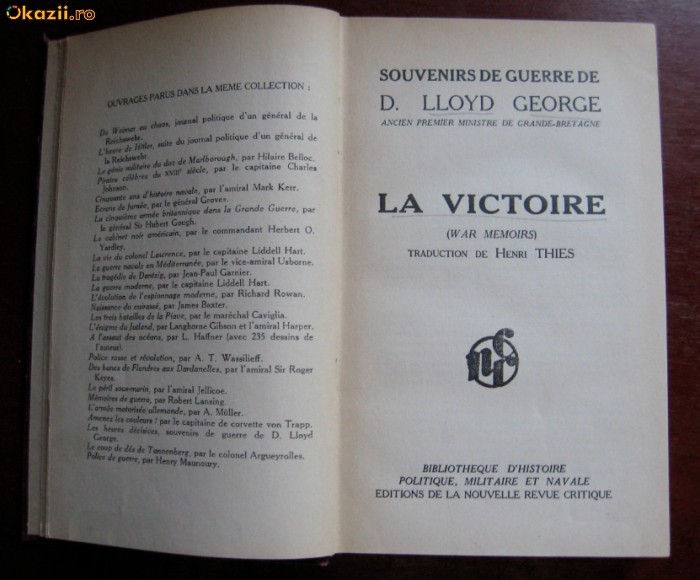 Okazii.ro
OUVRAGES PARUS DANS LA MEME COLLECTION :
De Weimar au chaos, journal politique d'un général de la
Reichswehr.
L'heure de Hitler, suite du journal politique d'un général de
la Reichswehr.
Le génie militaire du duc de Marlborough, par Hilaire Belloc.
Pirates célèbres du XVIIe siècle, par le capitaine Charles
Johnson.
Cinquante ans d'histoire navale, par l'amiral Mark Kerr.
Ecrans de fumée, par le général Groves.
La cinquième armée britannique dans la Grande Guerre, par
le général Sir Hubert Gough.
Le cabinet noir américain, par le commandant Herbert O.
Yardley.
La vie du colonel Lawrence, par le capitaine Liddell Hart.
La guerre navale en Méditerranée, par le vice-amiral Usborne.
La tragédie de Dantzig, par Jean-Paul Garnier.
La guerre moderne, par le capitaine Liddell Hart.
L'évolution de l'espionnage moderne, par Richard Rowan.
Naissance du cuirassé, par James Baxter.
Les trois batailles de la Piave, par le maréchal Caviglia.
L'énigme du Jutland, par Langhorne Gibson et l'amiral Harper.
A l'assaut des océans, par L. Haffner (avec 235 dessins de
l'auteur).
Police russe et révolution, par A. T. Wassilieff.
Des bancs de Flandres aux Dardanelles, par l'amiral Sir Roger
Keyes.
Le péril sous-marin, par l'amiral Jellicoe.
Mémoires de guerre, par Robert Lansing.
L'armée motorisée allemande, par A. Müller.
Amenez les couleurs ! par le capitaine de corvette von Trapp.
Les heures décisives, souvenirs de guerre de D. Lloyd
George.
Le coup de dés de Tannenberg, par le colonel Argueyrolles.
Police de guerre, par Henry Maunoury.
SOUVENIRS DE GUERRE DE
D. LLOYD GEORGE
ANCIEN PREMIER MINISTRE DE GRANDE-BRETAGNE
LA VICTOIRE
(WAR MEMOIRS)
TRADUCTION DE HENRI THIES
BIBLIOTHEQUE D'HISTOIRE
POLITIQUE, MILITAIRE ET NAVALE
EDITIONS DE LA NOUVELLE REVUE CRITIQUE